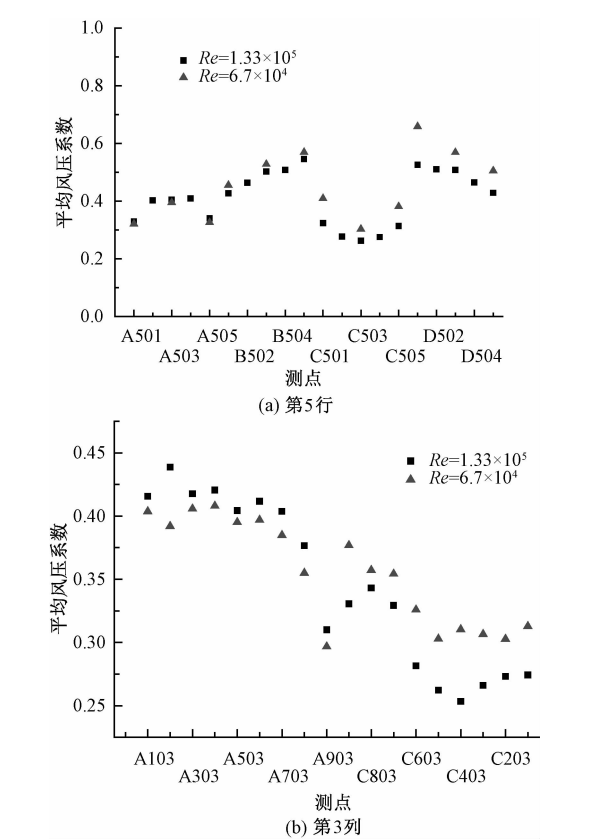 1.0
0.8
0.6
0.4
0.2
0.0
平均风压系数
Re=1.33×10⁵
Re=6.7×10⁴
A501 A505 B504 C503 D502
A503 B502 C501 C505 D504
测点
(a) 第5行
0.45
0.40
0.35
0.30
0.25
平均风压系数
Re=1.33×10⁵
Re=6.7×10⁴
A103 A503 A903 C603 C203
A303 A703 C803 C403
测点
(b) 第3列